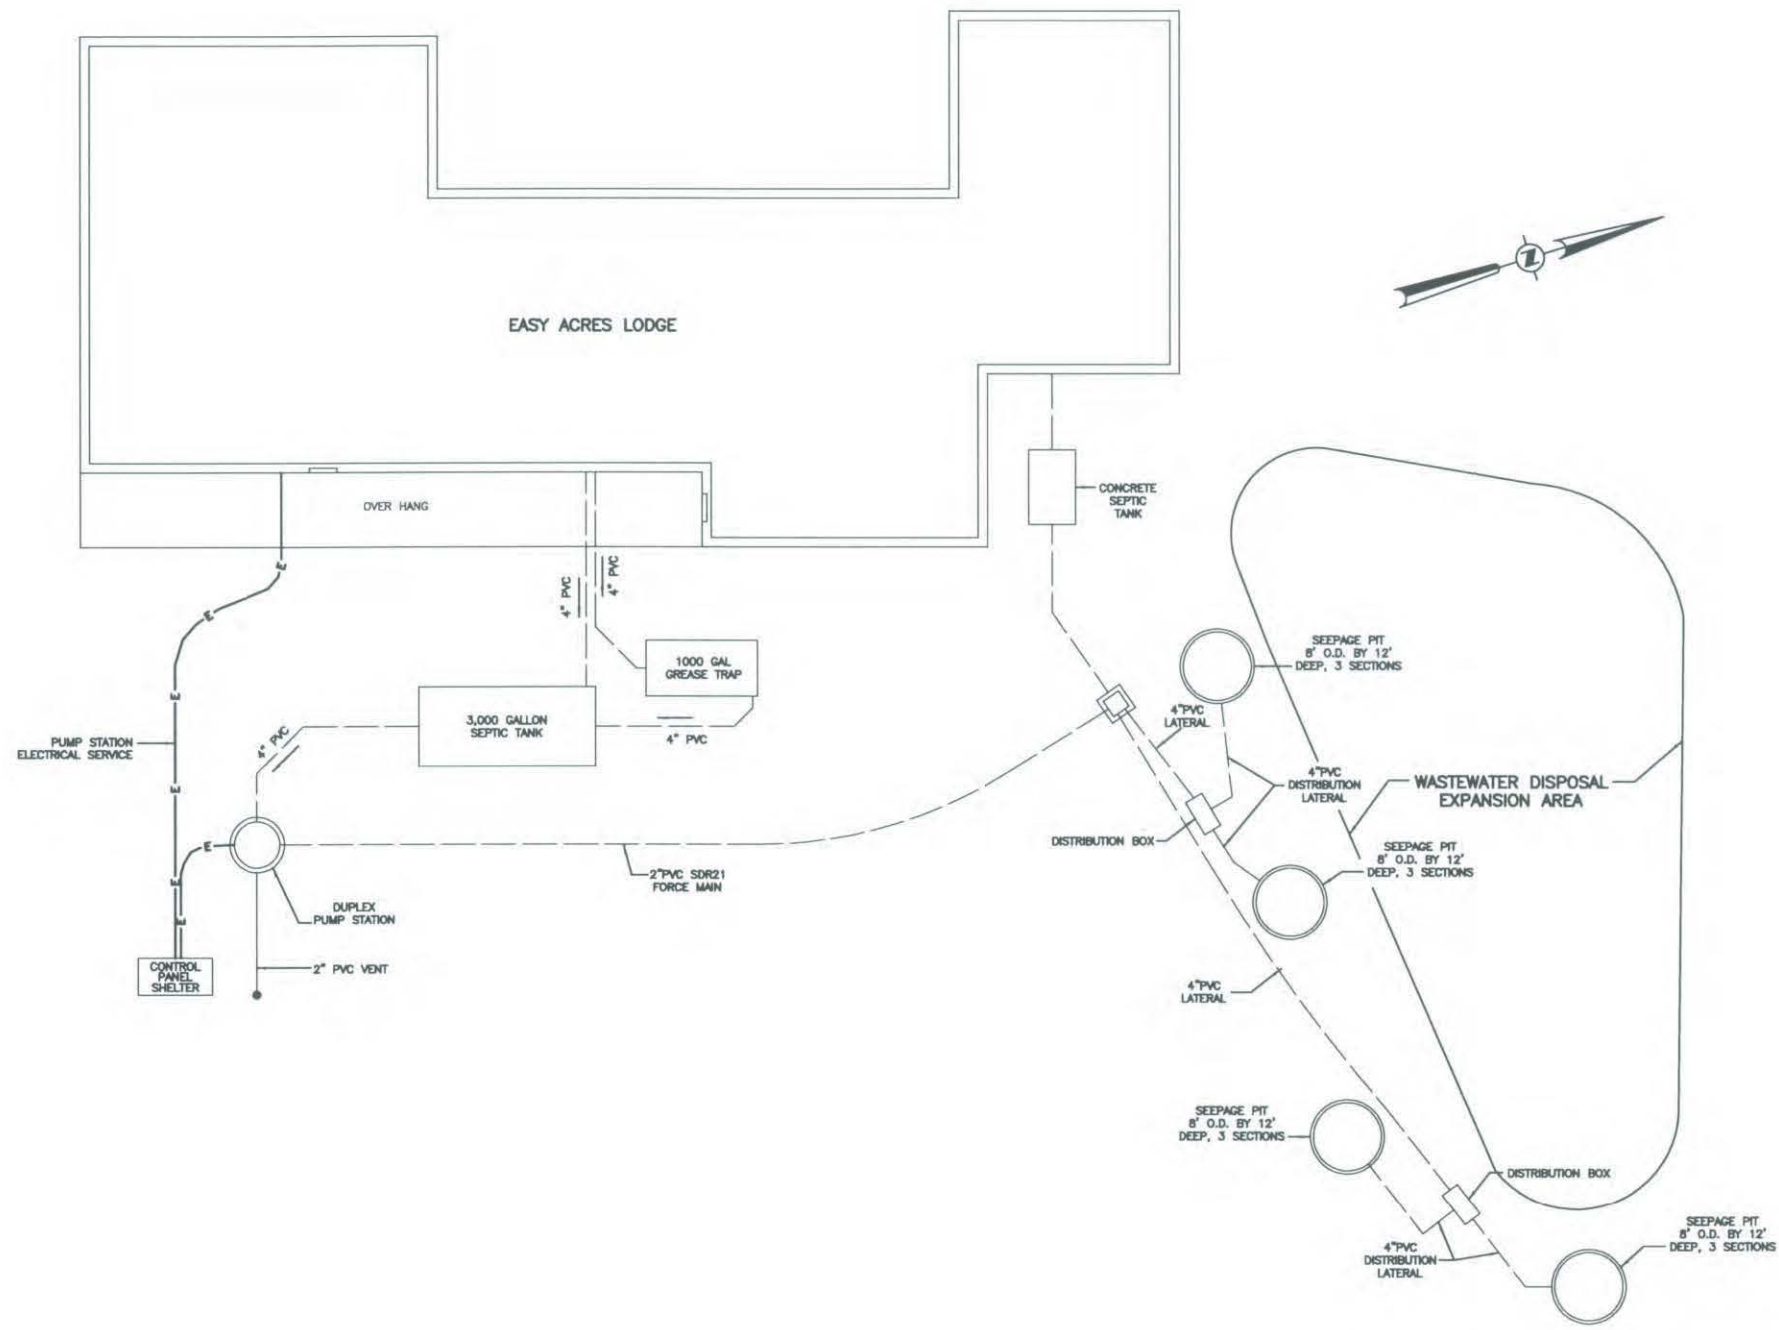 EASY ACRES LODGE
Z
OVER HANG
CONCRETE
SEPTIC
TANK
E
4" PVC
4" PVC
E
SEEPAGE PIT
8' O.D. BY 12'
DEEP, 3 SECTIONS
1000 GAL
GREASE TRAP
E
3,000 GALLON
SEPTIC TANK
4" PVC
4" PVC
4"PVC
LATERAL
PUMP STATION
ELECTRICAL SERVICE
E
4"PVC
DISTRIBUTION
LATERAL
WASTEWATER DISPOSAL
EXPANSION AREA
DISTRIBUTION BOX
E
SEEPAGE PIT
8' O.D. BY 12'
DEEP, 3 SECTIONS
2"PVC SDR21
FORCE MAIN
E
E
DUPLEX
PUMP STATION
CONTROL
PANEL
SHELTER
2" PVC VENT
4"PVC
LATERAL
SEEPAGE PIT
8' O.D. BY 12'
DEEP, 3 SECTIONS
DISTRIBUTION BOX
4"PVC
DISTRIBUTION
LATERAL
SEEPAGE PIT
8' O.D. BY 12'
DEEP, 3 SECTIONS